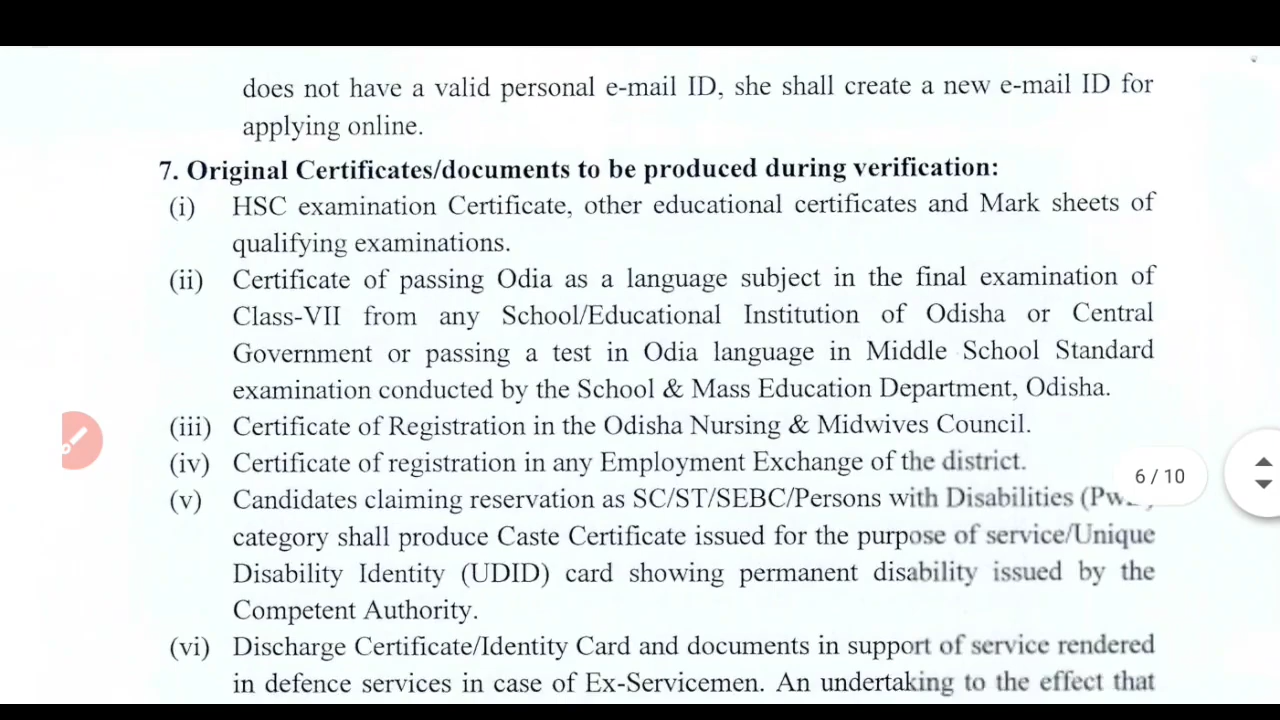 does not have a valid personal e-mail ID, she shall create a new e-mail ID for
applying online.
7. Original Certificates/documents to be produced during verification:
(i) HSC examination Certificate, other educational certificates and Mark sheets of
qualifying examinations.
(ii) Certificate of passing Odia as a language subject in the final examination of
Class-VII from any School/Educational Institution of Odisha or Central
Government or passing a test in Odia language in Middle School Standard
examination conducted by the School & Mass Education Department, Odisha.
(iii) Certificate of Registration in the Odisha Nursing & Midwives Council.
(iv) Certificate of registration in any Employment Exchange of the district.
6 / 10
(v) Candidates claiming reservation as SC/ST/SEBC/Persons with Disabilities
category shall produce Caste Certificate issued for the purpose of service/Unique
Disability Identity (UDID) card showing permanent disability issued by the
Competent Authority.
(vi) Discharge Certificate/Identity Card and documents in support of service rendered
in defence services in case of Ex-Servicemen. An undertaking to the effect that